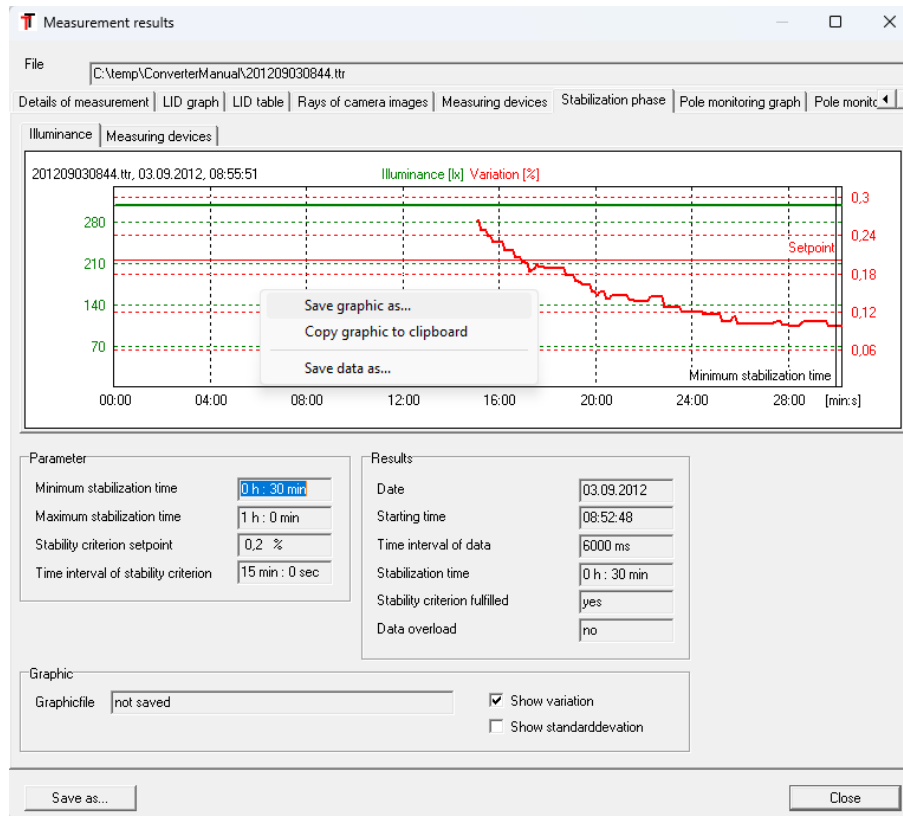 Measurement results
File
C:\temp\ConverterManual\201209030844.ttr
Details of measurement LID graph LID table Rays of camera images Measuring devices Stabilization phase Pole monitoring graph Pole monitc
Illuminance Measuring devices
201209030844.ttr, 03.09.2012, 08:55:51 Illuminance [lx] Variation [%]
0,3
280
0,24
Setpoint
210
0,18
Save graphic as...
140
0,12
Copy graphic to clipboard
70
0,06
Save data as...
Minimum stabilization time
00:00 04:00 08:00 12:00 16:00 20:00 24:00 28:00 [min:s]
Parameter
Minimum stabilization time 0 h : 30 min
Maximum stabilization time 1 h : 0 min
Stability criterion setpoint 0,2 %
Time interval of stability criterion 15 min : 0 sec
Results
Date 03.09.2012
Starting time 08:52:48
Time interval of data 6000 ms
Stabilization time 0 h : 30 min
Stability criterion fulfilled yes
Data overload no
Graphic
Graphicfile not saved
Show variation
Show standarddevation
Save as... Close